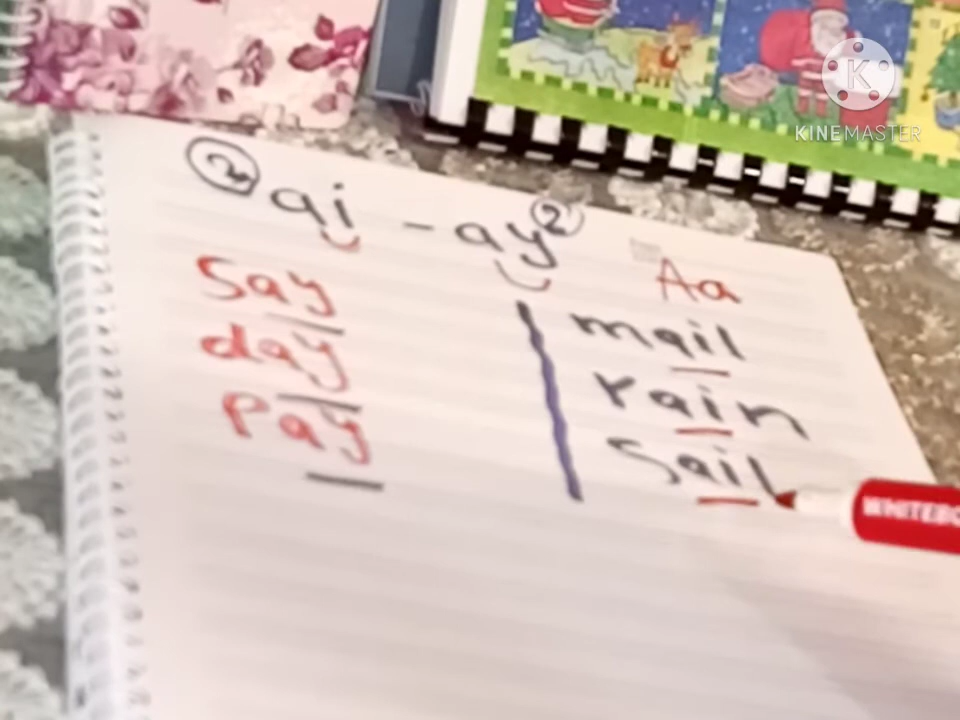 KINEMASTER
2 ai - ay 2
Aa
say
day
Pay
mail
rain
sail